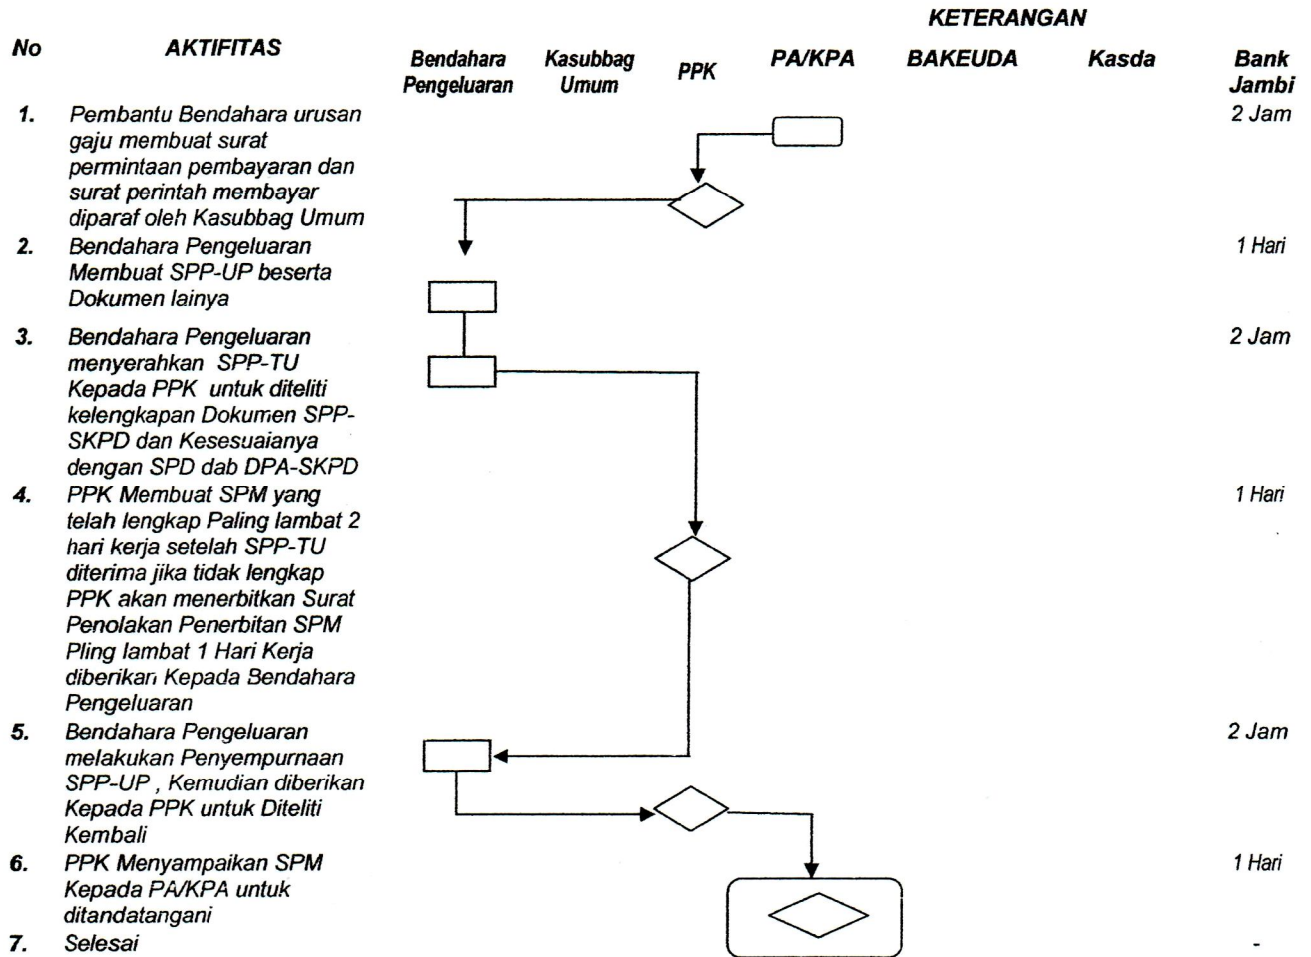 KETERANGAN
No AKTIFITAS Bendahara Pengeluaran Kasubbag Umum PPK PA/KPA BAKEUDA Kasda Bank Jambi
1. Pembantu Bendahara urusan 2 Jam
gaju membuat surat
permintaan pembayaran dan
surat perintah membayar
diparaf oleh Kasubbag Umum
2. Bendahara Pengeluaran 1 Hari
Membuat SPP-UP beserta
Dokumen lainya
3. Bendahara Pengeluaran 2 Jam
menyerahkan SPP-TU
Kepada PPK untuk diteliti
kelengkapan Dokumen SPP-
SKPD dan Kesesuaianya
dengan SPD dab DPA-SKPD
4. PPK Membuat SPM yang 1 Hari
telah lengkap Paling lambat 2
hari kerja setelah SPP-TU
diterima jika tidak lengkap
PPK akan menerbitkan Surat
Penolakan Penerbitan SPM
Pling lambat 1 Hari Kerja
diberikan Kepada Bendahara
Pengeluaran
5. Bendahara Pengeluaran 2 Jam
melakukan Penyempurnaan
SPP-UP , Kemudian diberikan
Kepada PPK untuk Diteliti
Kembali
6. PPK Menyampaikan SPM 1 Hari
Kepada PA/KPA untuk
ditandatangani
7. Selesai -